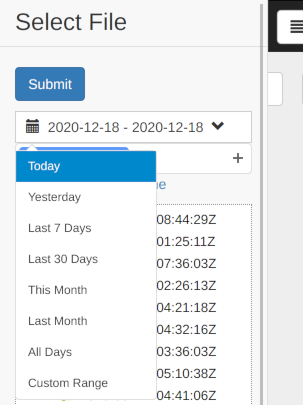 Select File
Submit
2020-12-18 - 2020-12-18
Today
Yesterday
Last 7 Days
Last 30 Days
This Month
Last Month
All Days
Custom Range
+
08:44:29Z
01:25:11Z
07:36:03Z
02:26:13Z
04:21:18Z
04:32:16Z
03:36:03Z
05:10:38Z
04:41:06Z